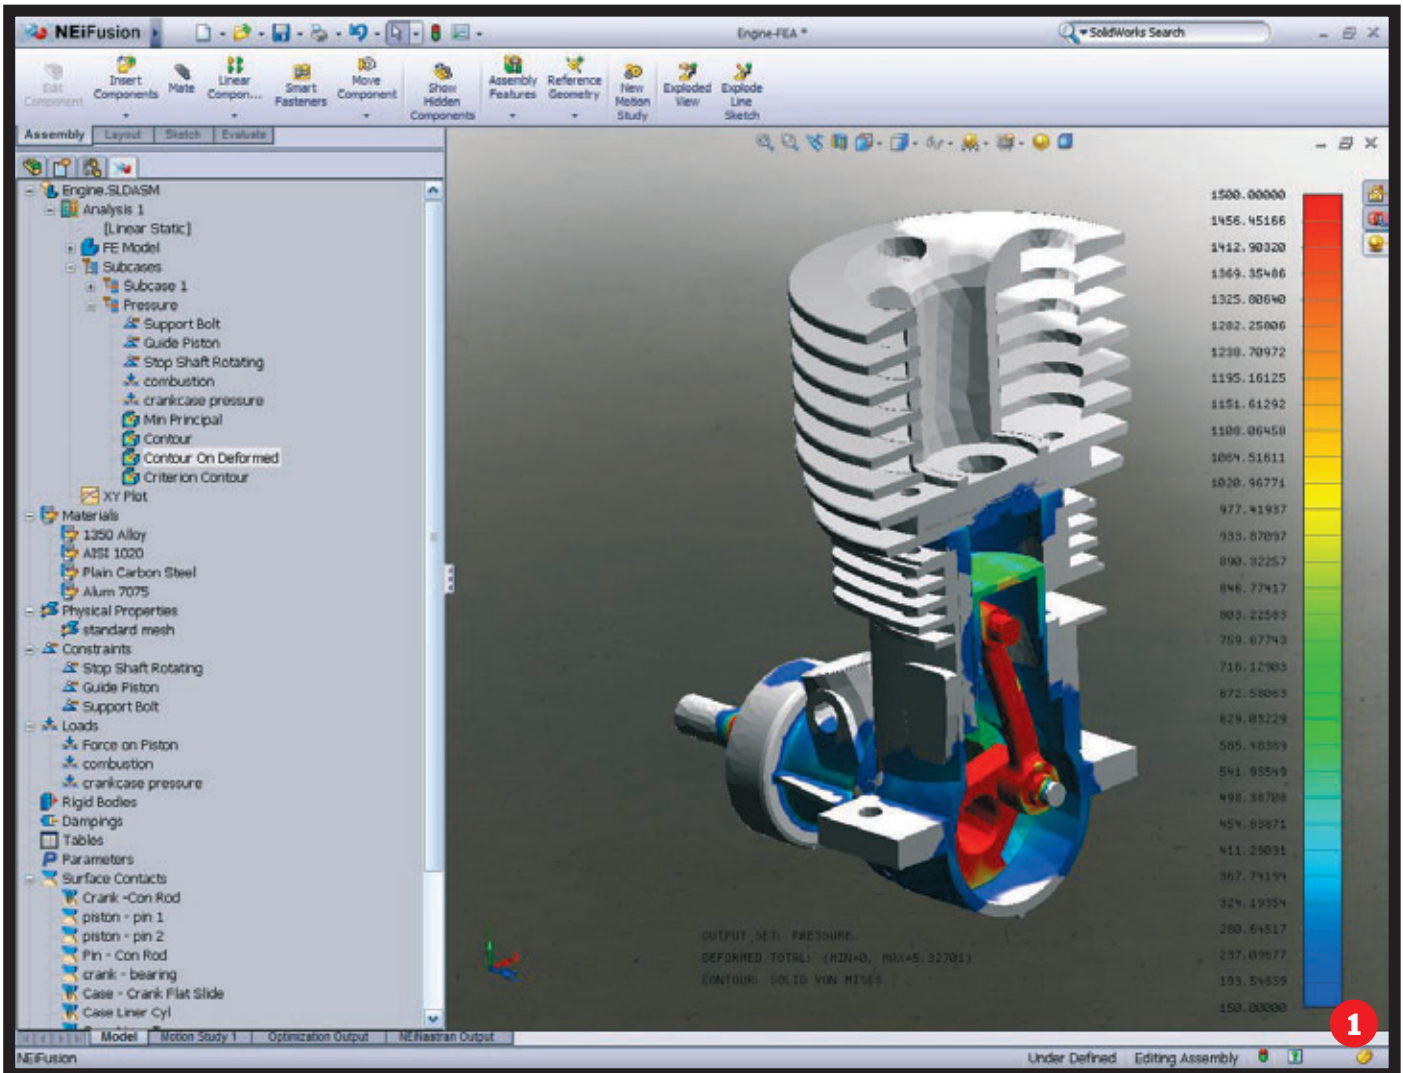 NEiFusion
Engine-FEA *
SolidWorks Search
Edit Component
Insert Components
Mate
Linear Compon...
Smart Fasteners
Move Component
Show Hidden Components
Assembly Features
Reference Geometry
New Motion Study
Exploded View
Explode Line Sketch
Assembly
Layout
Sketch
Evaluate
Engine.SLDASM
Analysis 1
[Linear Static]
FE Model
Subcases
Subcase 1
Pressure
Support Bolt
Guide Piston
Stop Shaft Rotating
combustion
crankcase pressure
Min Principal
Contour
Contour On Deformed
Criterion Contour
XY Plot
Materials
1350 Alloy
AISI 1020
Plain Carbon Steel
Alum 7075
Physical Properties
standard mesh
Constraints
Stop Shaft Rotating
Guide Piston
Support Bolt
Loads
Force on Piston
combustion
crankcase pressure
Rigid Bodies
Dampings
Tables
Parameters
Surface Contacts
Crank -Con Rod
piston - pin 1
piston - pin 2
Pin - Con Rod
crank - bearing
Case - Crank Flat Slide
Case Liner Cyl
1500.00000
1456.45166
1412.90320
1369.35486
1325.80640
1282.25806
1238.70972
1195.16125
1151.61292
1108.06458
1064.51611
1020.96771
977.41937
933.87097
890.32257
846.77417
803.22583
759.67743
716.12903
672.58063
629.03229
585.48389
541.93549
498.38708
454.83871
411.29031
367.74194
324.19354
280.64517
237.09677
193.54839
150.00000
OUTPUT SET: PRESSURE
DEFORMED TOTAL: (MIN=0, MAX=5.32701)
CONTOUR: SOLID VON MISES
1
Model
Motion Study 1
Optimization Output
NEiNastran Output
NEiFusion
Under Defined
Editing Assembly